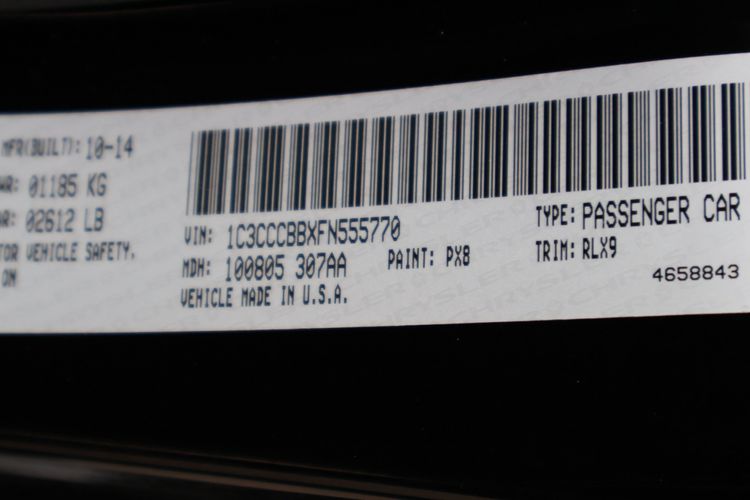 MFR(BUILT): 10-14
WR: 01185 KG
AR: 02612 LB
TOR VEHICLE SAFETY,
ON
VIN: 1C3CCCBBXFN555770
TYPE: PASSENGER CAR
MDH: 100805 307AA
PAINT: PX8
TRIM: RLX9
VEHICLE MADE IN U.S.A.
4658843